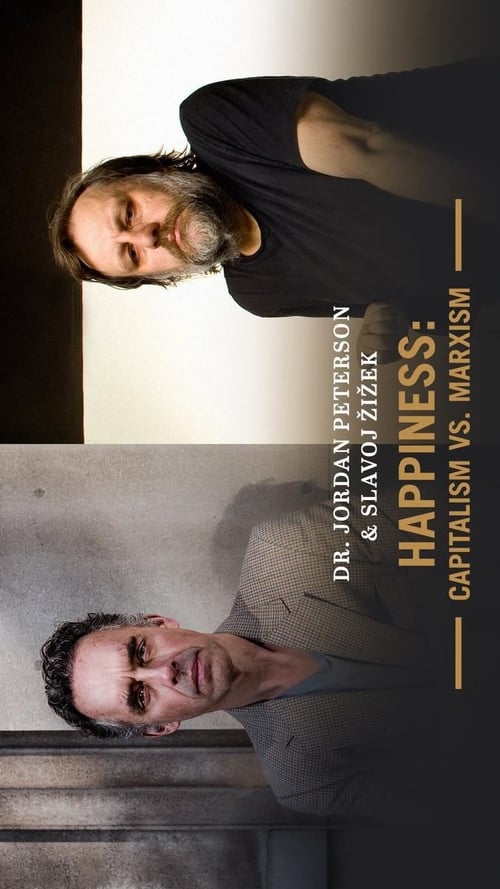 DR. JORDAN PETERSON
& SLAVOJ ŽIŽEK
HAPPINESS:
CAPITALISM VS. MARXISM